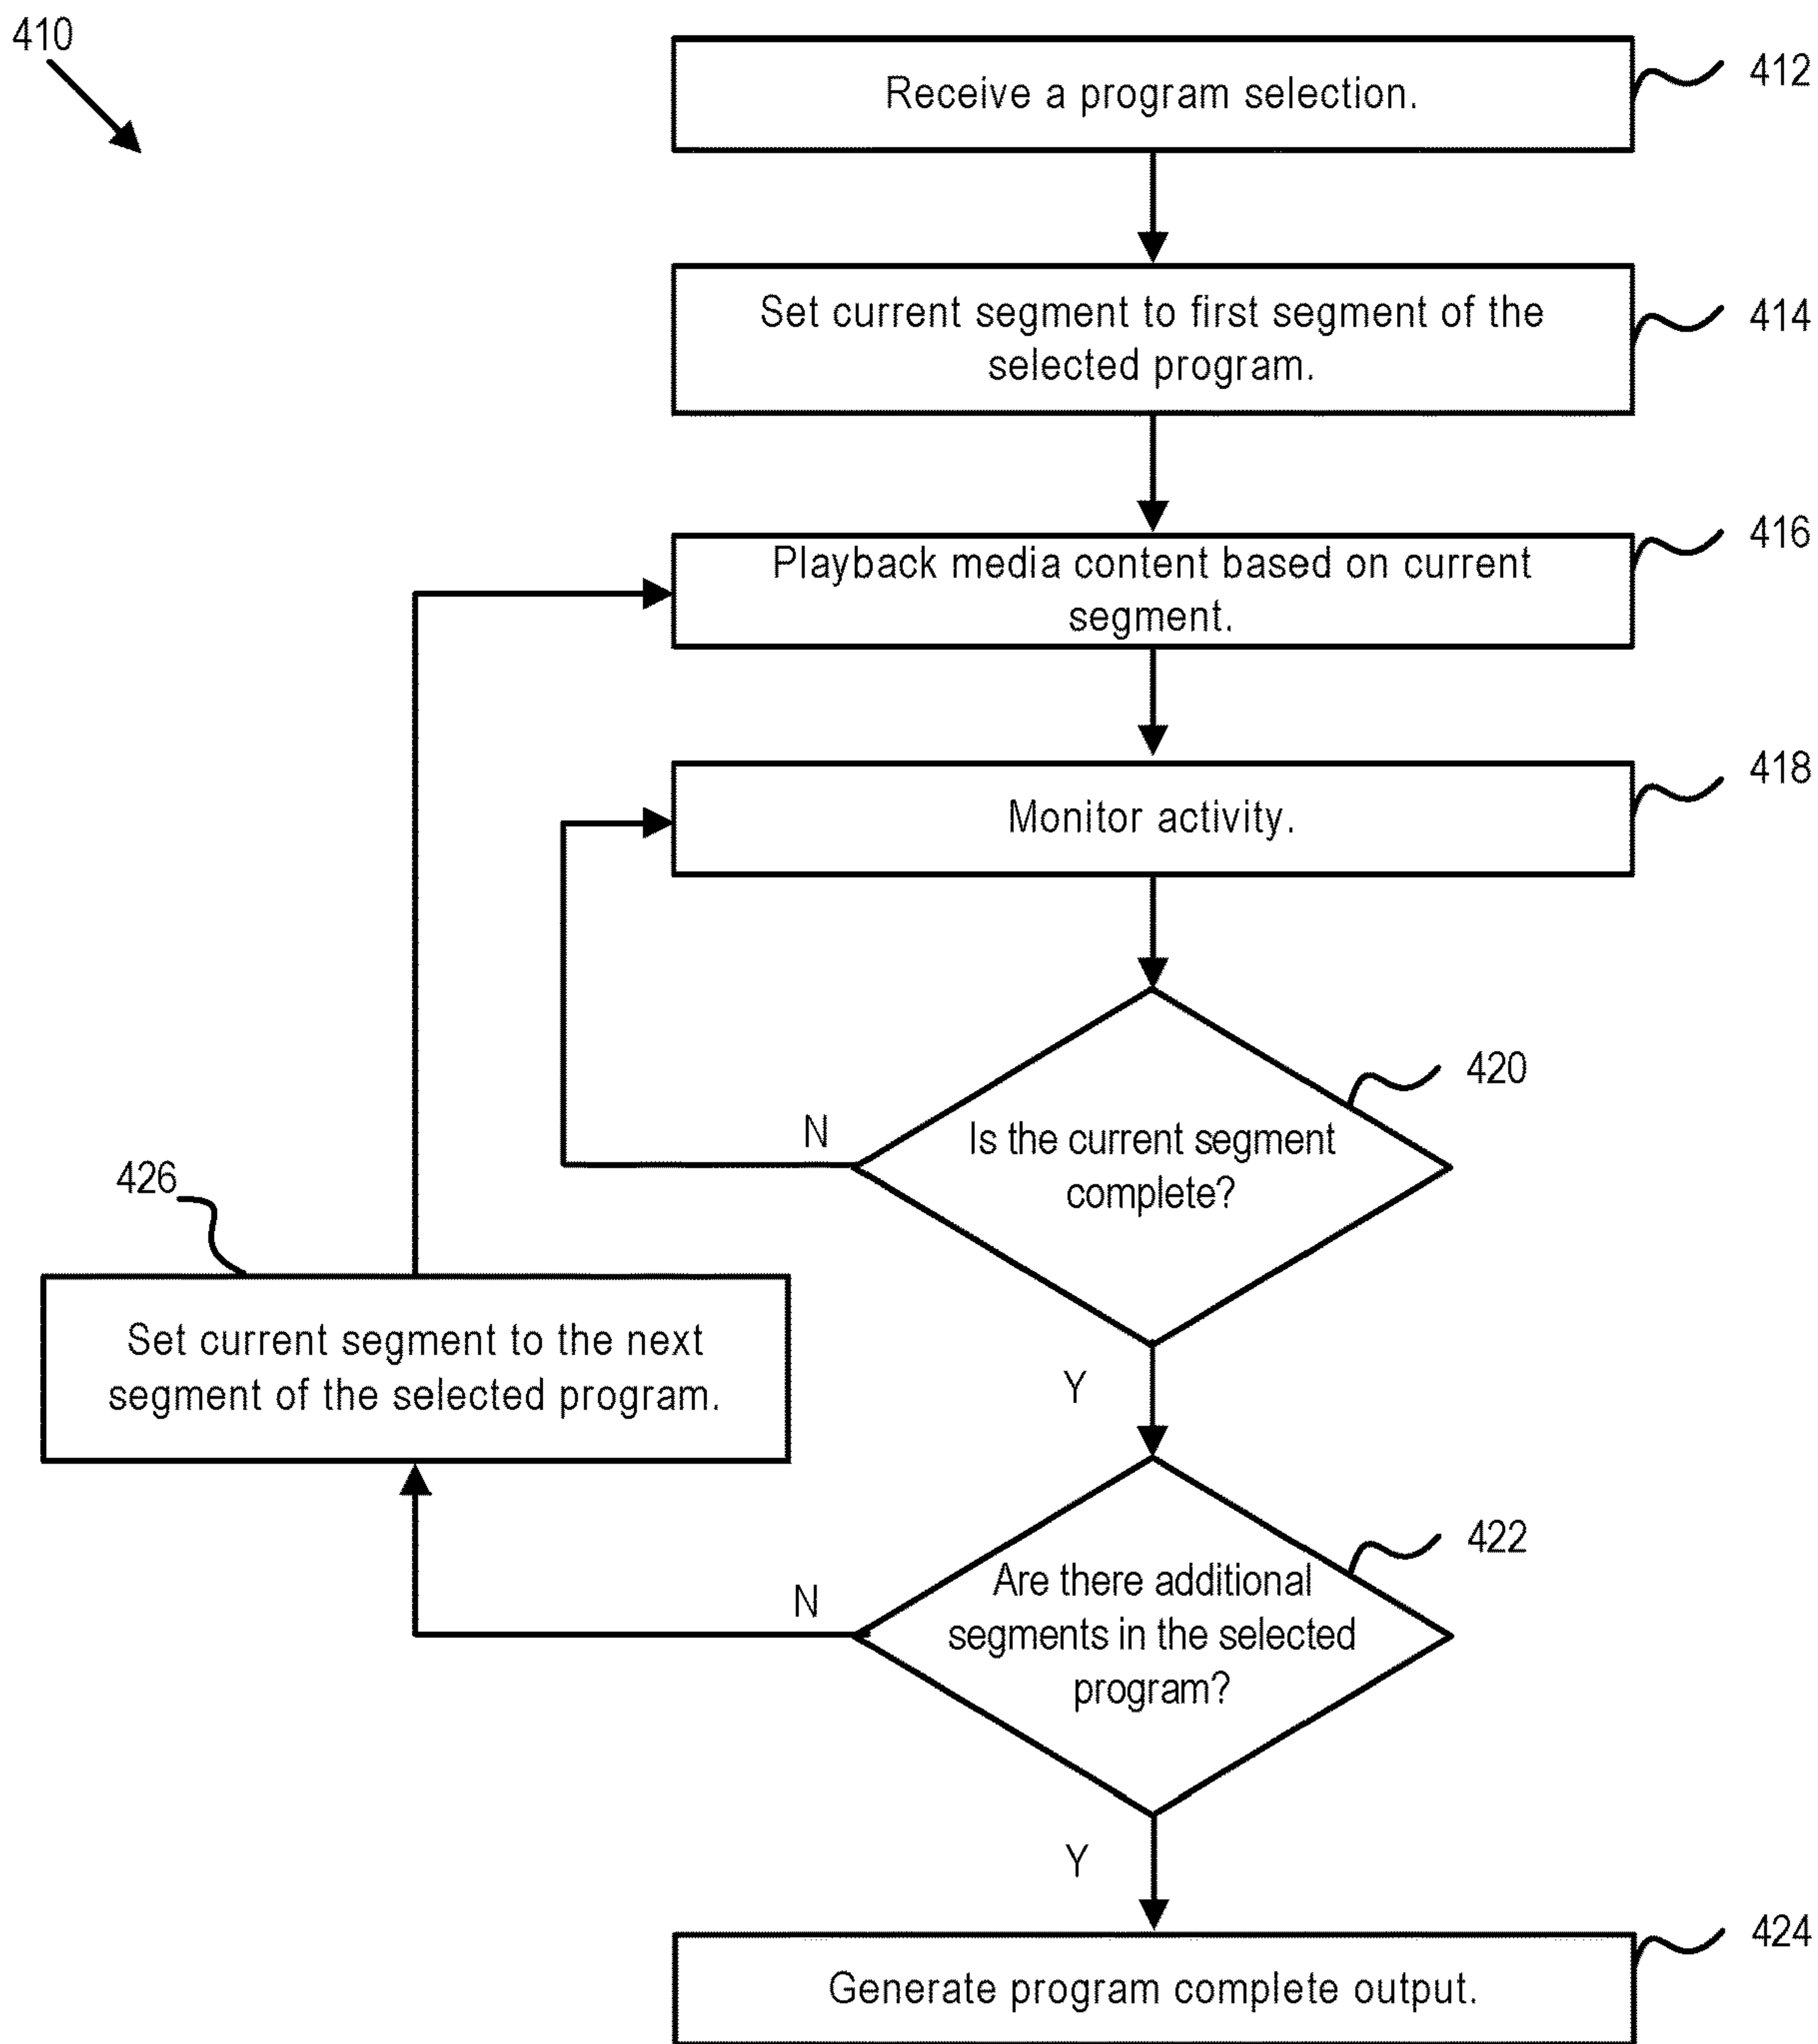 410
Receive a program selection.
412
Set current segment to first segment of the
selected program.
414
Playback media content based on current
segment.
416
Monitor activity.
418
Is the current segment
complete?
420
N
Y
426
Set current segment to the next
segment of the selected program.
Are there additional
segments in the selected
program?
422
N
Y
Generate program complete output.
424